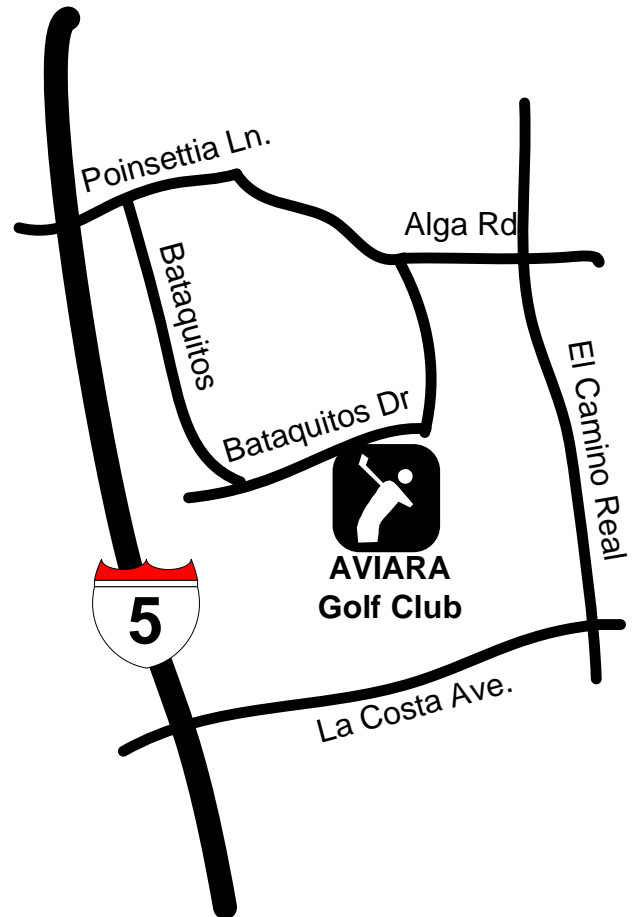 Poinsettia Ln.
Alga Rd
Bataquitos
El Camino Real
Bataquitos Dr
AVIARA
Golf Club
5
La Costa Ave.